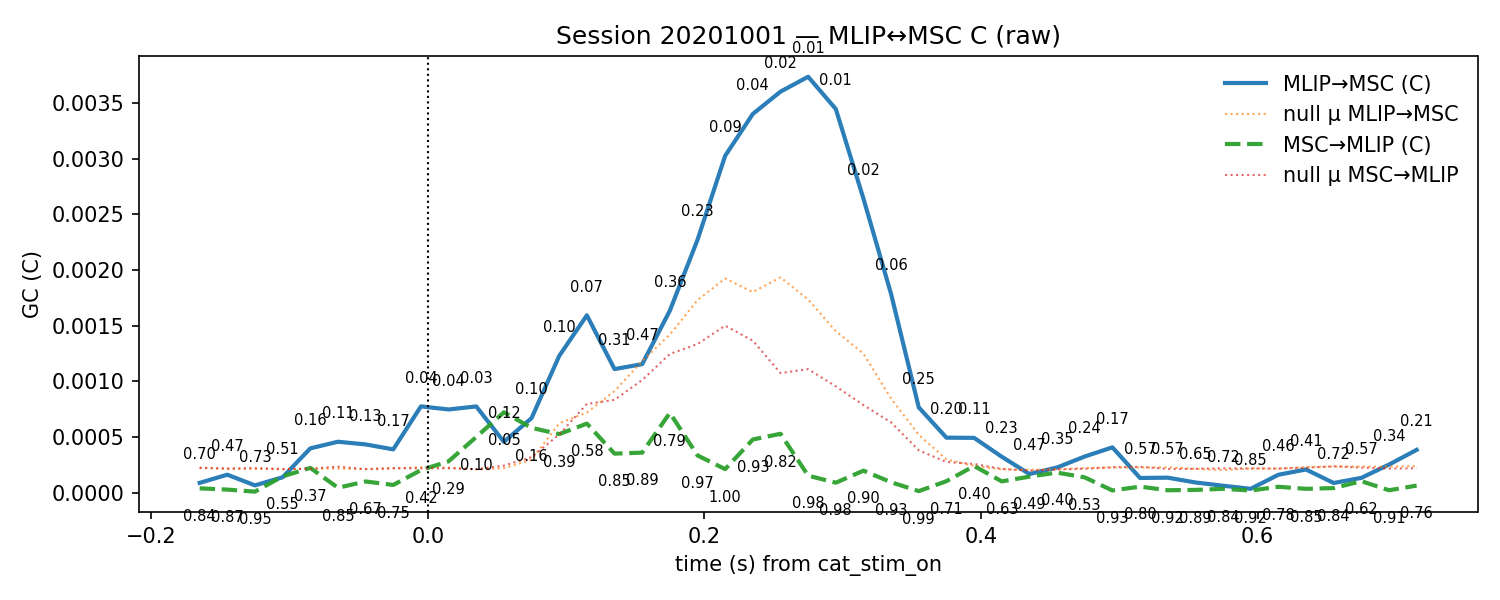 Session 20201001 — MLIP↔MSC C (raw)
MLIP→MSC (C)
null μ MLIP→MSC
MSC→MLIP (C)
null μ MSC→MLIP
GC (C)
0.0035
0.0030
0.0025
0.0020
0.0015
0.0010
0.0005
0.0000
0.70 0.47 0.73 0.51 0.16 0.11 0.13 0.17 0.04 0.04 0.03 0.12 0.10 0.10 0.07 0.31 0.47 0.36 0.23 0.09 0.04 0.02 0.01 0.01 0.02 0.06 0.25 0.20 0.11 0.23 0.47 0.35 0.24 0.17 0.57 0.57 0.65 0.72 0.85 0.46 0.41 0.72 0.57 0.34 0.21
0.84 0.87 0.95 0.55 0.37 0.85 0.67 0.75 0.42 0.29 0.10 0.05 0.16 0.39 0.58 0.85 0.89 0.79 0.97 1.00 0.93 0.82 0.98 0.98 0.90 0.93 0.99 0.71 0.40 0.63 0.49 0.40 0.53 0.93 0.80 0.92 0.89 0.84 0.92 0.78 0.85 0.84 0.62 0.91 0.76
−0.2 0.0 0.2 0.4 0.6
time (s) from cat_stim_on